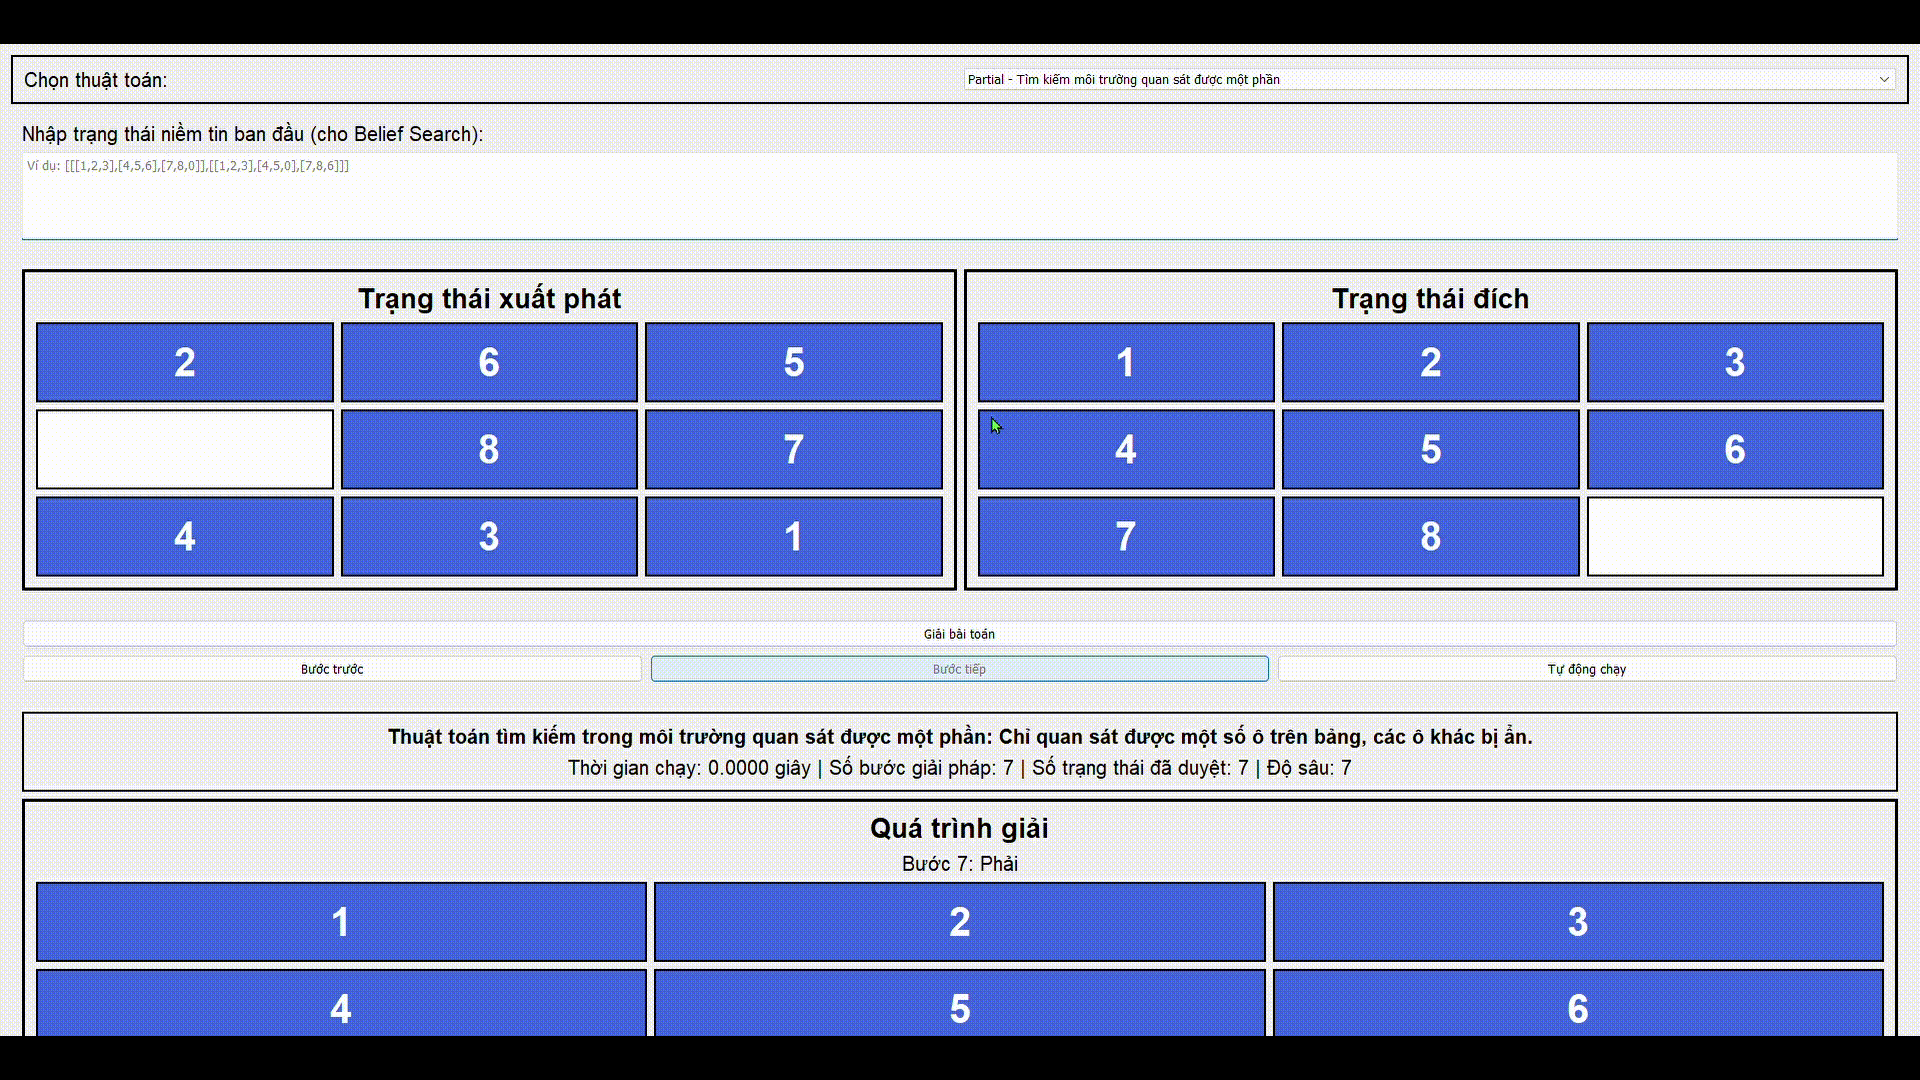 Chọn thuật toán:
Partial - Tìm kiếm môi trường quan sát được một phần
Nhập trạng thái niềm tin ban đầu (cho Belief Search):
Ví dụ: [[[1,2,3],[4,5,6],[7,8,0]],[[1,2,3],[4,5,0],[7,8,6]]]
Trạng thái xuất phát
2 6 5
8 7
4 3 1
Trạng thái đích
1 2 3
4 5 6
7 8
Giải bài toán
Bước trước
Bước tiếp
Tự động chạy
Thuật toán tìm kiếm trong môi trường quan sát được một phần: Chỉ quan sát được một số ô trên bảng, các ô khác bị ẩn.
Thời gian chạy: 0.0000 giây | Số bước giải pháp: 7 | Số trạng thái đã duyệt: 7 | Độ sâu: 7
Quá trình giải
Bước 7: Phải
1 2 3
4 5 6